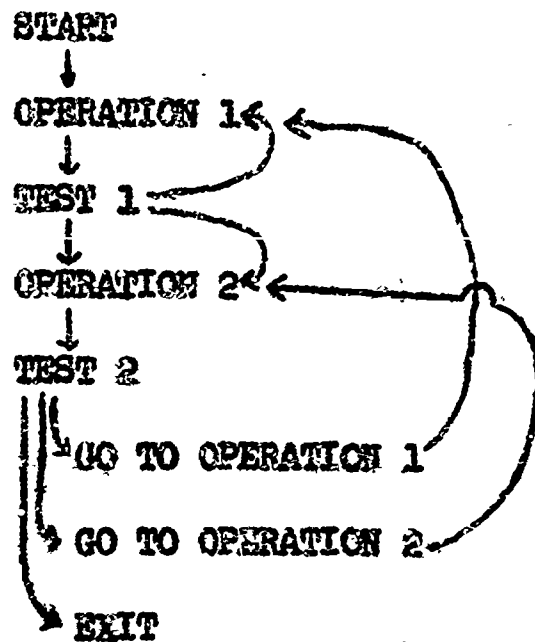 START
OPERATION 1
TEST 1
OPERATION 2
TEST 2
GO TO OPERATION 1
GO TO OPERATION 2
EXIT